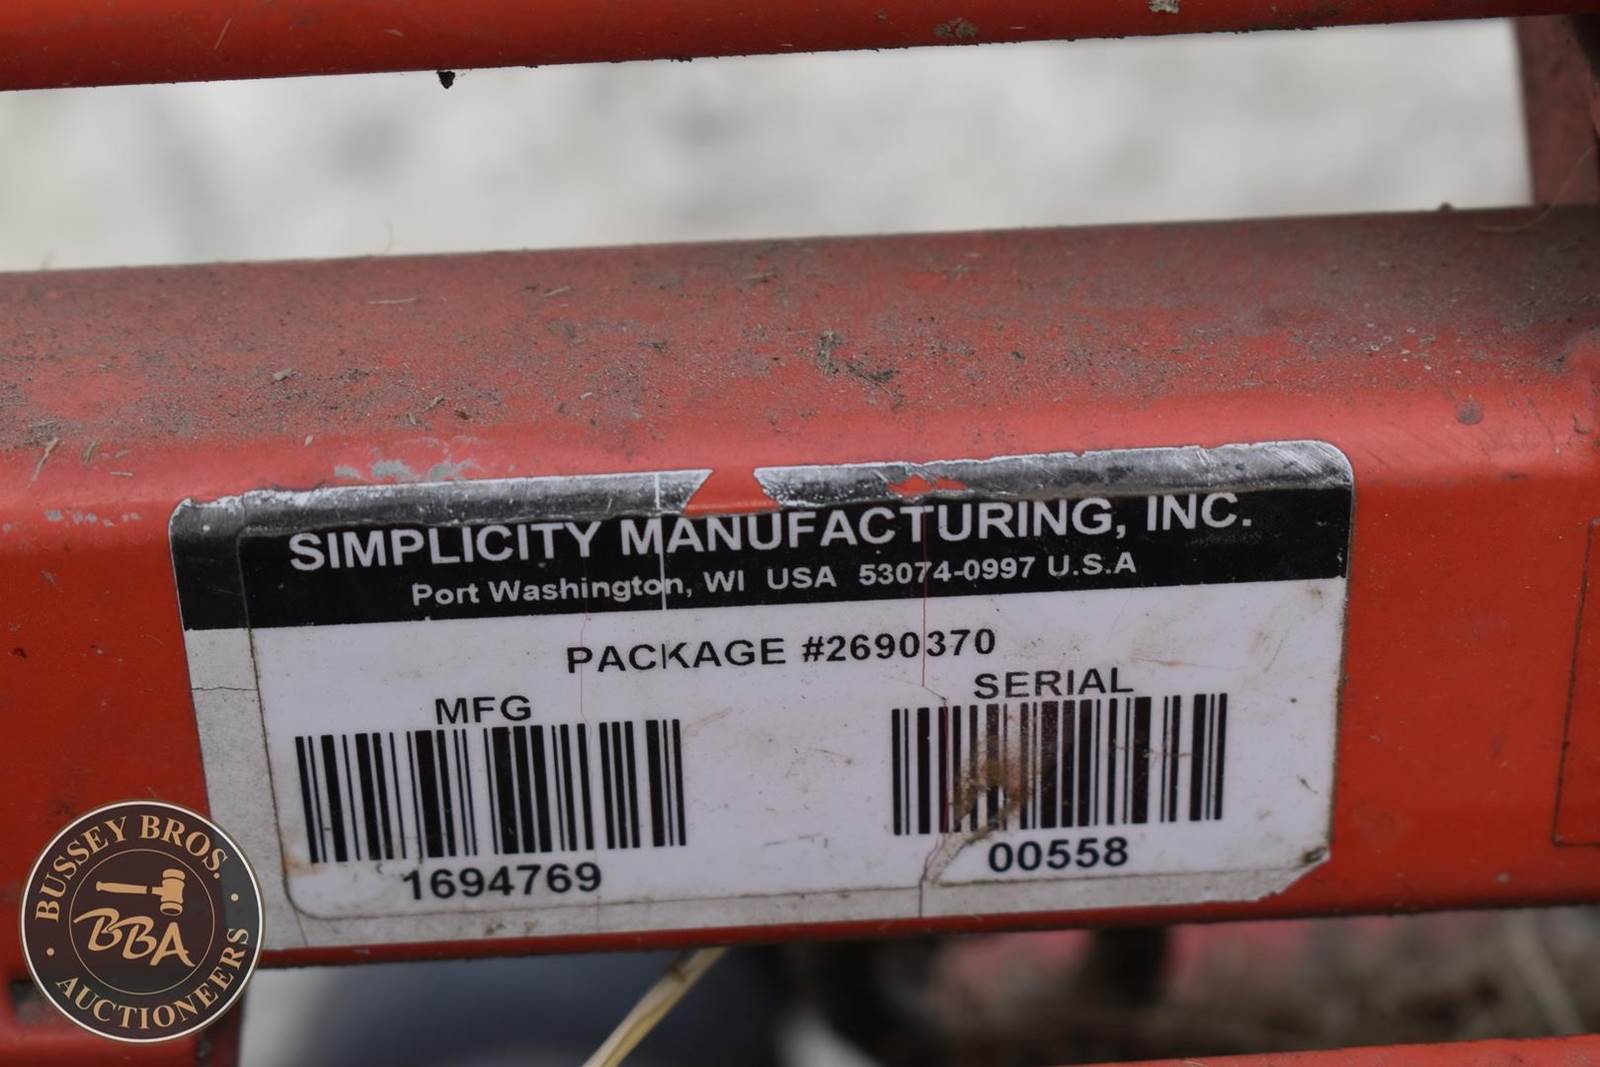 SIMPLICITY MANUFACTURING, INC.
Port Washington, WI USA 53074-0997 U.S.A
PACKAGE #2690370
MFG
SERIAL
1694769
00558
BUSSEY BROS.
BBA
AUCTIONEERS